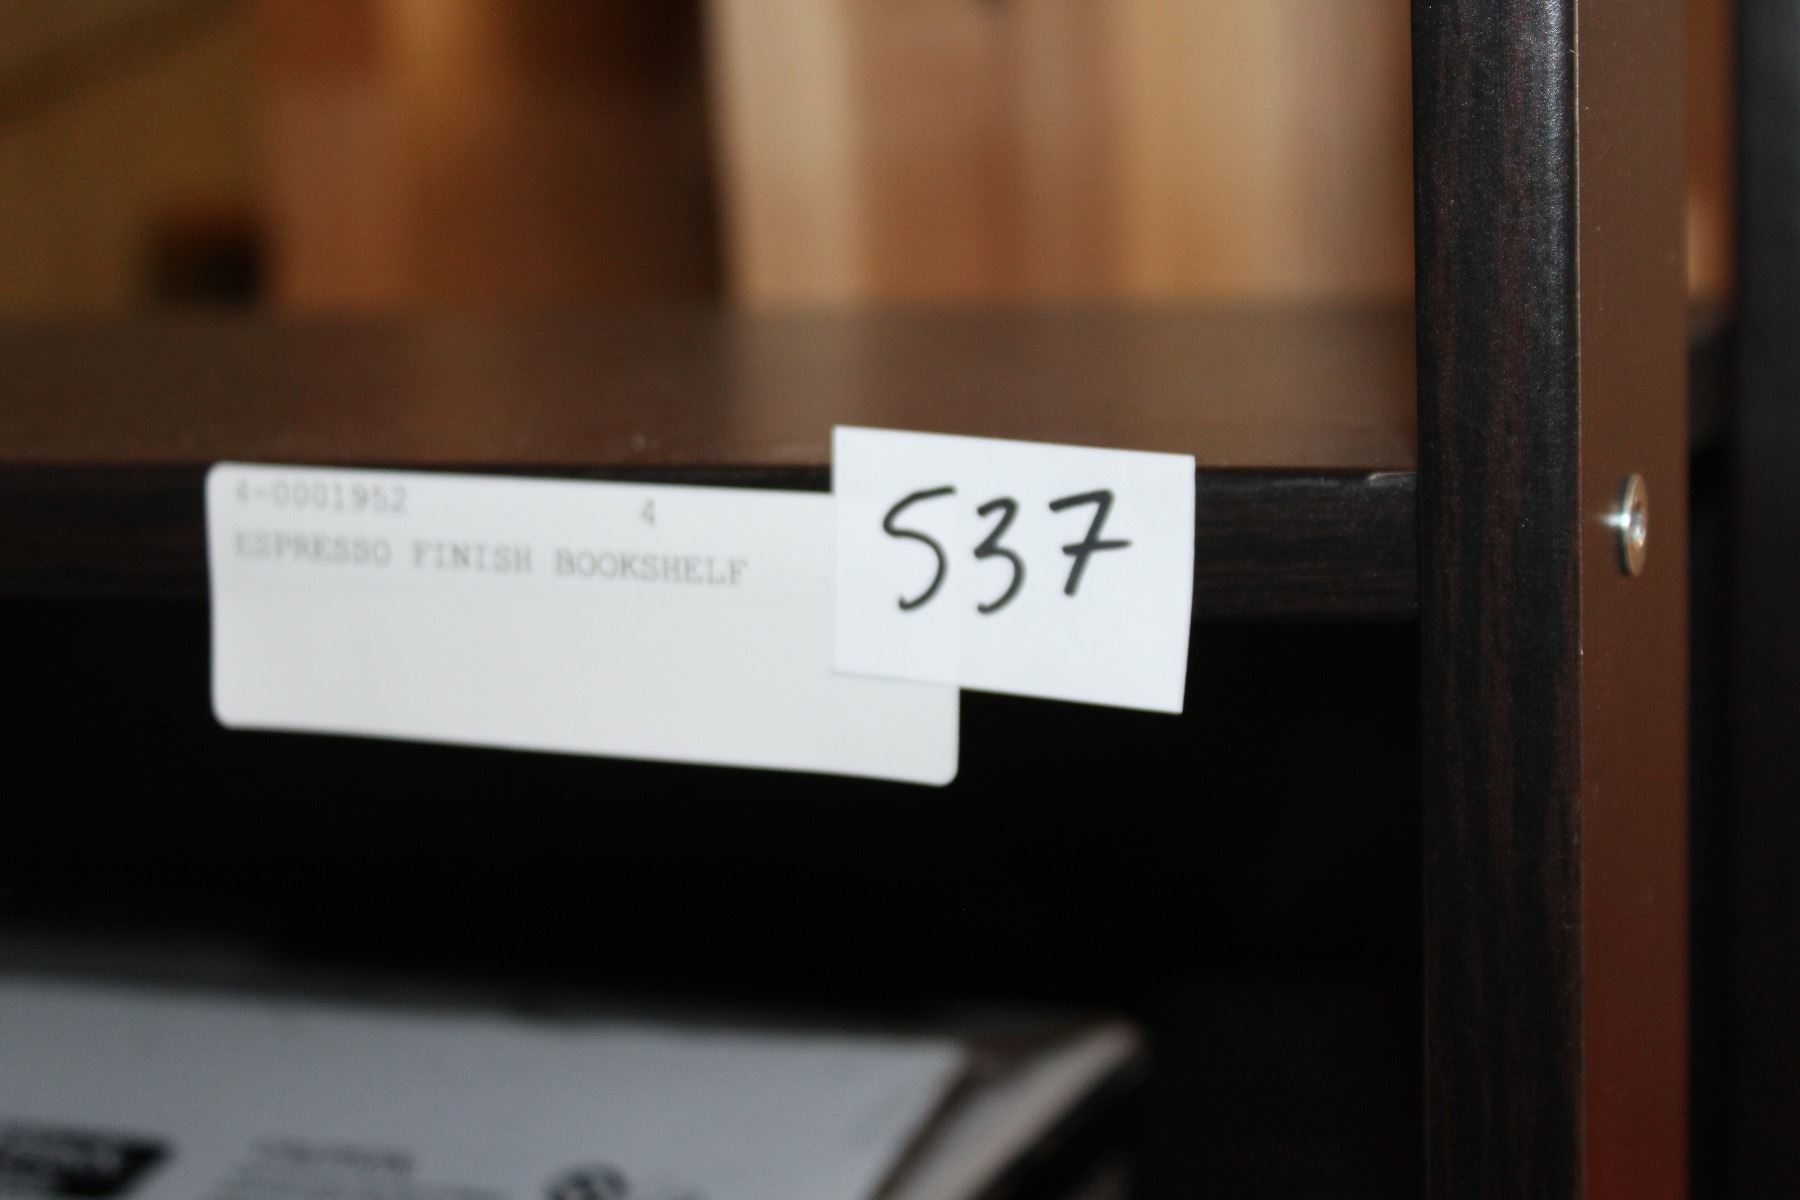 4-0001952 4
ESPRESSO FINISH BOOKSHELF
537